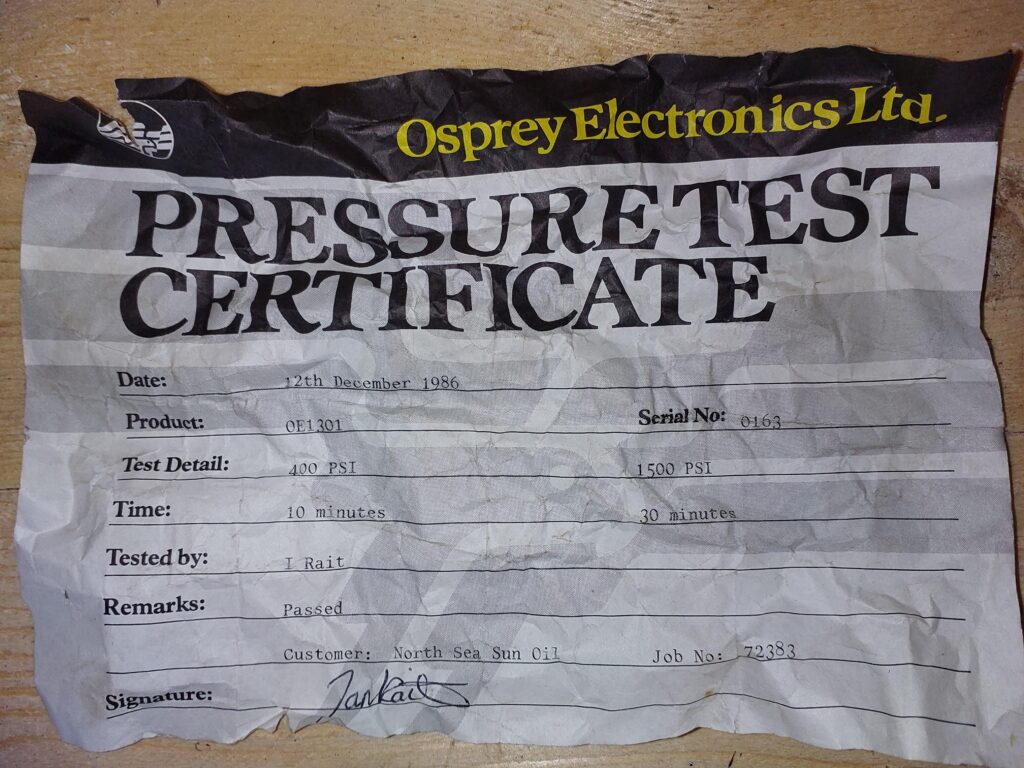 Osprey Electronics Ltd.
PRESSURE TEST
CERTIFICATE
Date: 12th December 1986
Product: OE1301 Serial No: 0163
Test Detail: 400 PSI 1500 PSI
Time: 10 minutes 30 minutes
Tested by: I Rait
Remarks: Passed
Customer: North Sea Sun Oil Job No: 72383
Signature: Ian Rait